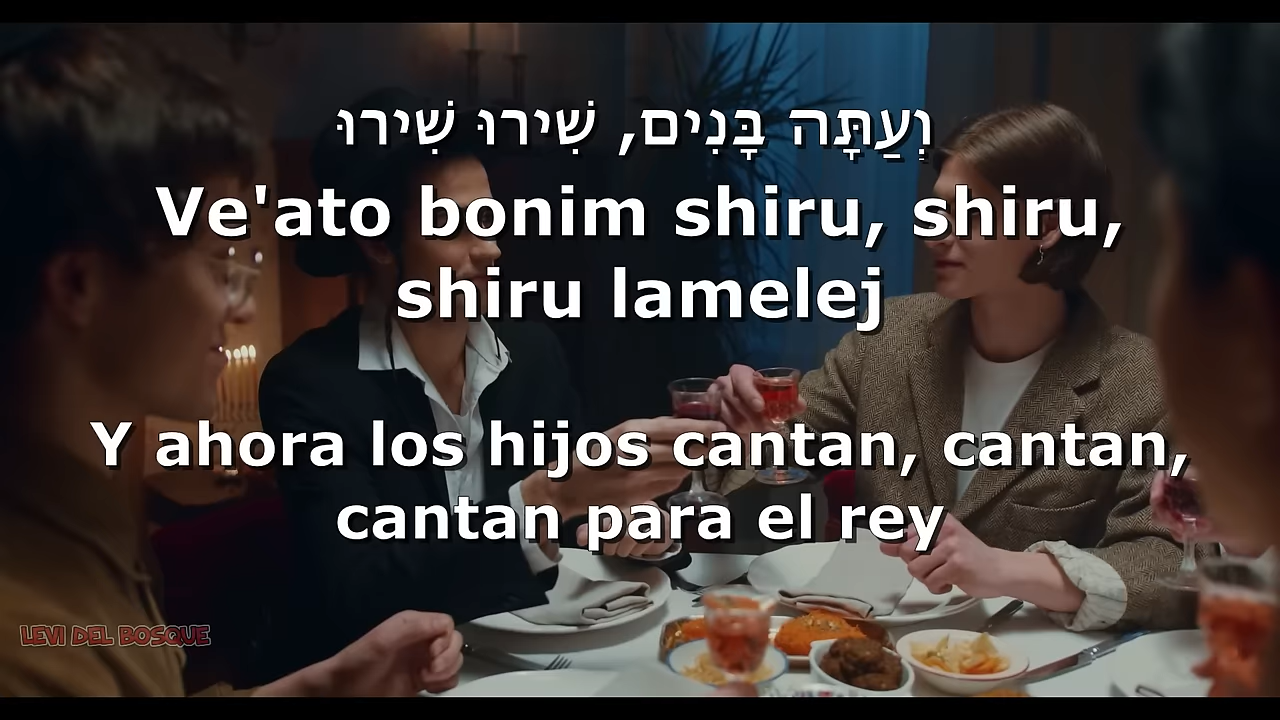 וְעַתָּה בָּנִים, שִׁירוּ שִׁירוּ
Ve'ato bonim shiru, shiru,
shiru lamelej
Y ahora los hijos cantan, cantan,
cantan para el rey
LEVI DEL BOSQUE